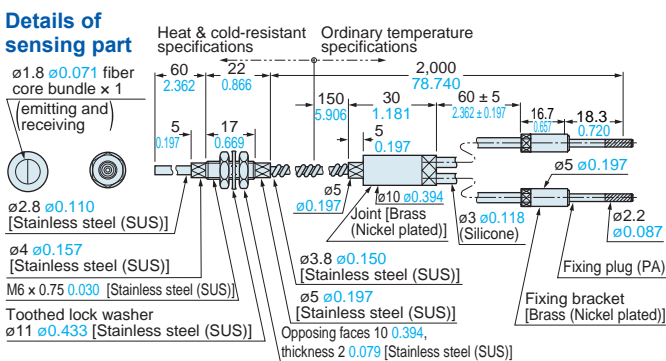 Details of
sensing part
Heat & cold-resistant
specifications
Ordinary temperature
specifications
ø1.8 ø0.071 fiber
core bundle × 1
(emitting and
receiving)
60
2.362
22
0.866
2,000
78.740
150
5.906
30
1.181
60 ± 5
2.362 ± 0.197
16.7
0.657
18.3
0.720
5
0.197
17
0.669
5
0.197
ø5 ø0.197
ø2.8 ø0.110
[Stainless steel (SUS)]
ø5
ø0.197
ø10 ø0.394
Joint [Brass
(Nickel plated)]
ø3 ø0.118
(Silicone)
ø2.2
ø0.087
ø4 ø0.157
[Stainless steel (SUS)]
ø3.8 ø0.150
[Stainless steel (SUS)]
Fixing plug (PA)
M6 × 0.75 0.030 [Stainless steel (SUS)]
ø5 ø0.197
[Stainless steel (SUS)]
Fixing bracket
[Brass (Nickel plated)]
Toothed lock washer
ø11 ø0.433 [Stainless steel (SUS)]
Opposing faces 10 0.394,
thickness 2 0.079 [Stainless steel (SUS)]